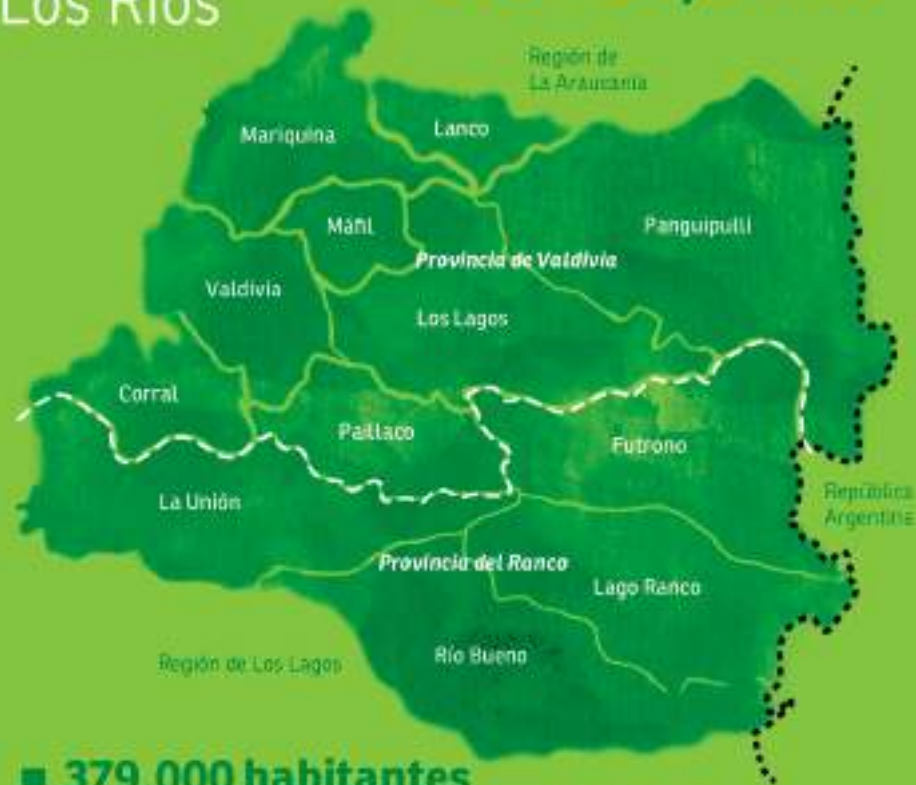 Los Ríos
Región de
La Araucanía
Mariquina
Lanco
Máfil
Panguipulli
Provincia de Valdivia
Valdivia
Los Lagos
Corral
Paillaco
Futrono
La Unión
República
Argentina
Provincia del Ranco
Lago Ranco
Río Bueno
Región de Los Lagos
379.000 habitantes